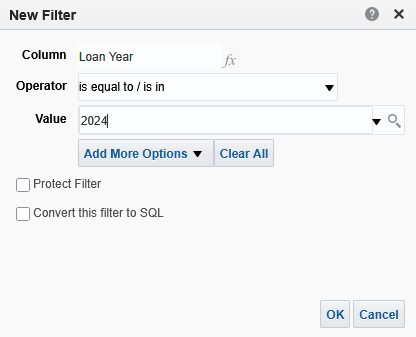 New Filter
Column Loan Year fx
Operator is equal to / is in
Value 2024
Add More Options Clear All
Protect Filter
Convert this filter to SQL
OK Cancel